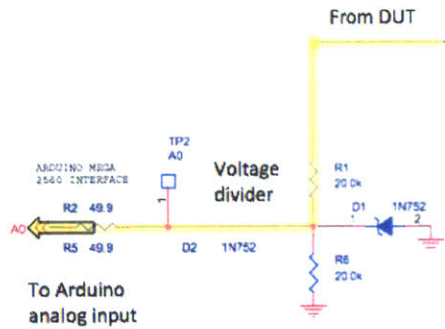 From DUT
TP2
A0
ARDUINO MEGA
2560 INTERFACE
Voltage
divider
R1
20.0k
1
D1
1N752
R2 49.9
1
2
A0
R5 49.9
D2 1N752
R6
20.0k
To Arduino
analog input